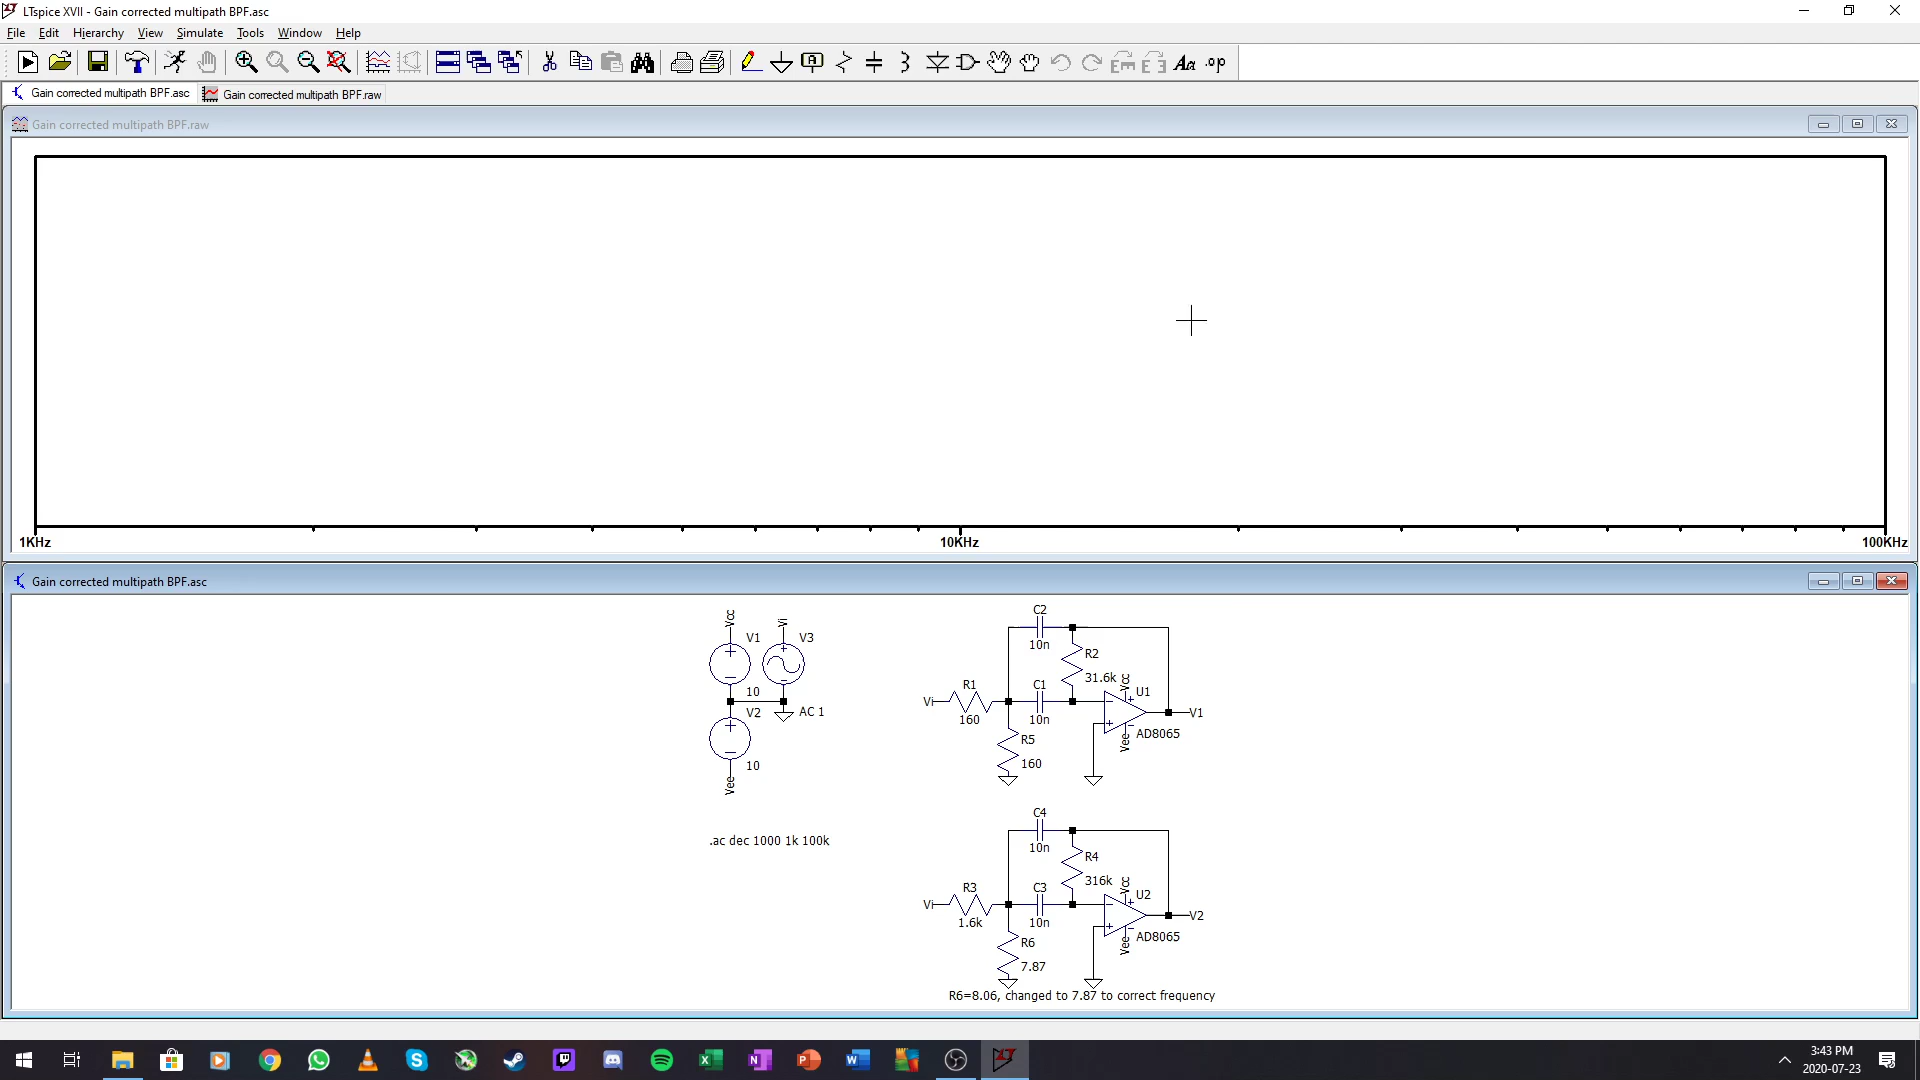 LTspice XVII - Gain corrected multipath BPF.asc
File Edit Hierarchy View Simulate Tools Window Help
Aa .op
Gain corrected multipath BPF.asc Gain corrected multipath BPF.raw
Gain corrected multipath BPF.raw
1KHz 10KHz 100KHz
Gain corrected multipath BPF.asc
Vcc
V1
10
V2
10
Vee
Vi
V3
AC 1
.ac dec 1000 1k 100k
C2
10n
R2
31.6k
Vi
R1
160
C1
10n
R5
160
Vcc
U1
AD8065
Vee
V1
C4
10n
R4
316k
Vi
R3
1.6k
C3
10n
R6
7.87
Vcc
U2
AD8065
Vee
V2
R6=8.06, changed to 7.87 to correct frequency
3:43 PM
2020-07-23